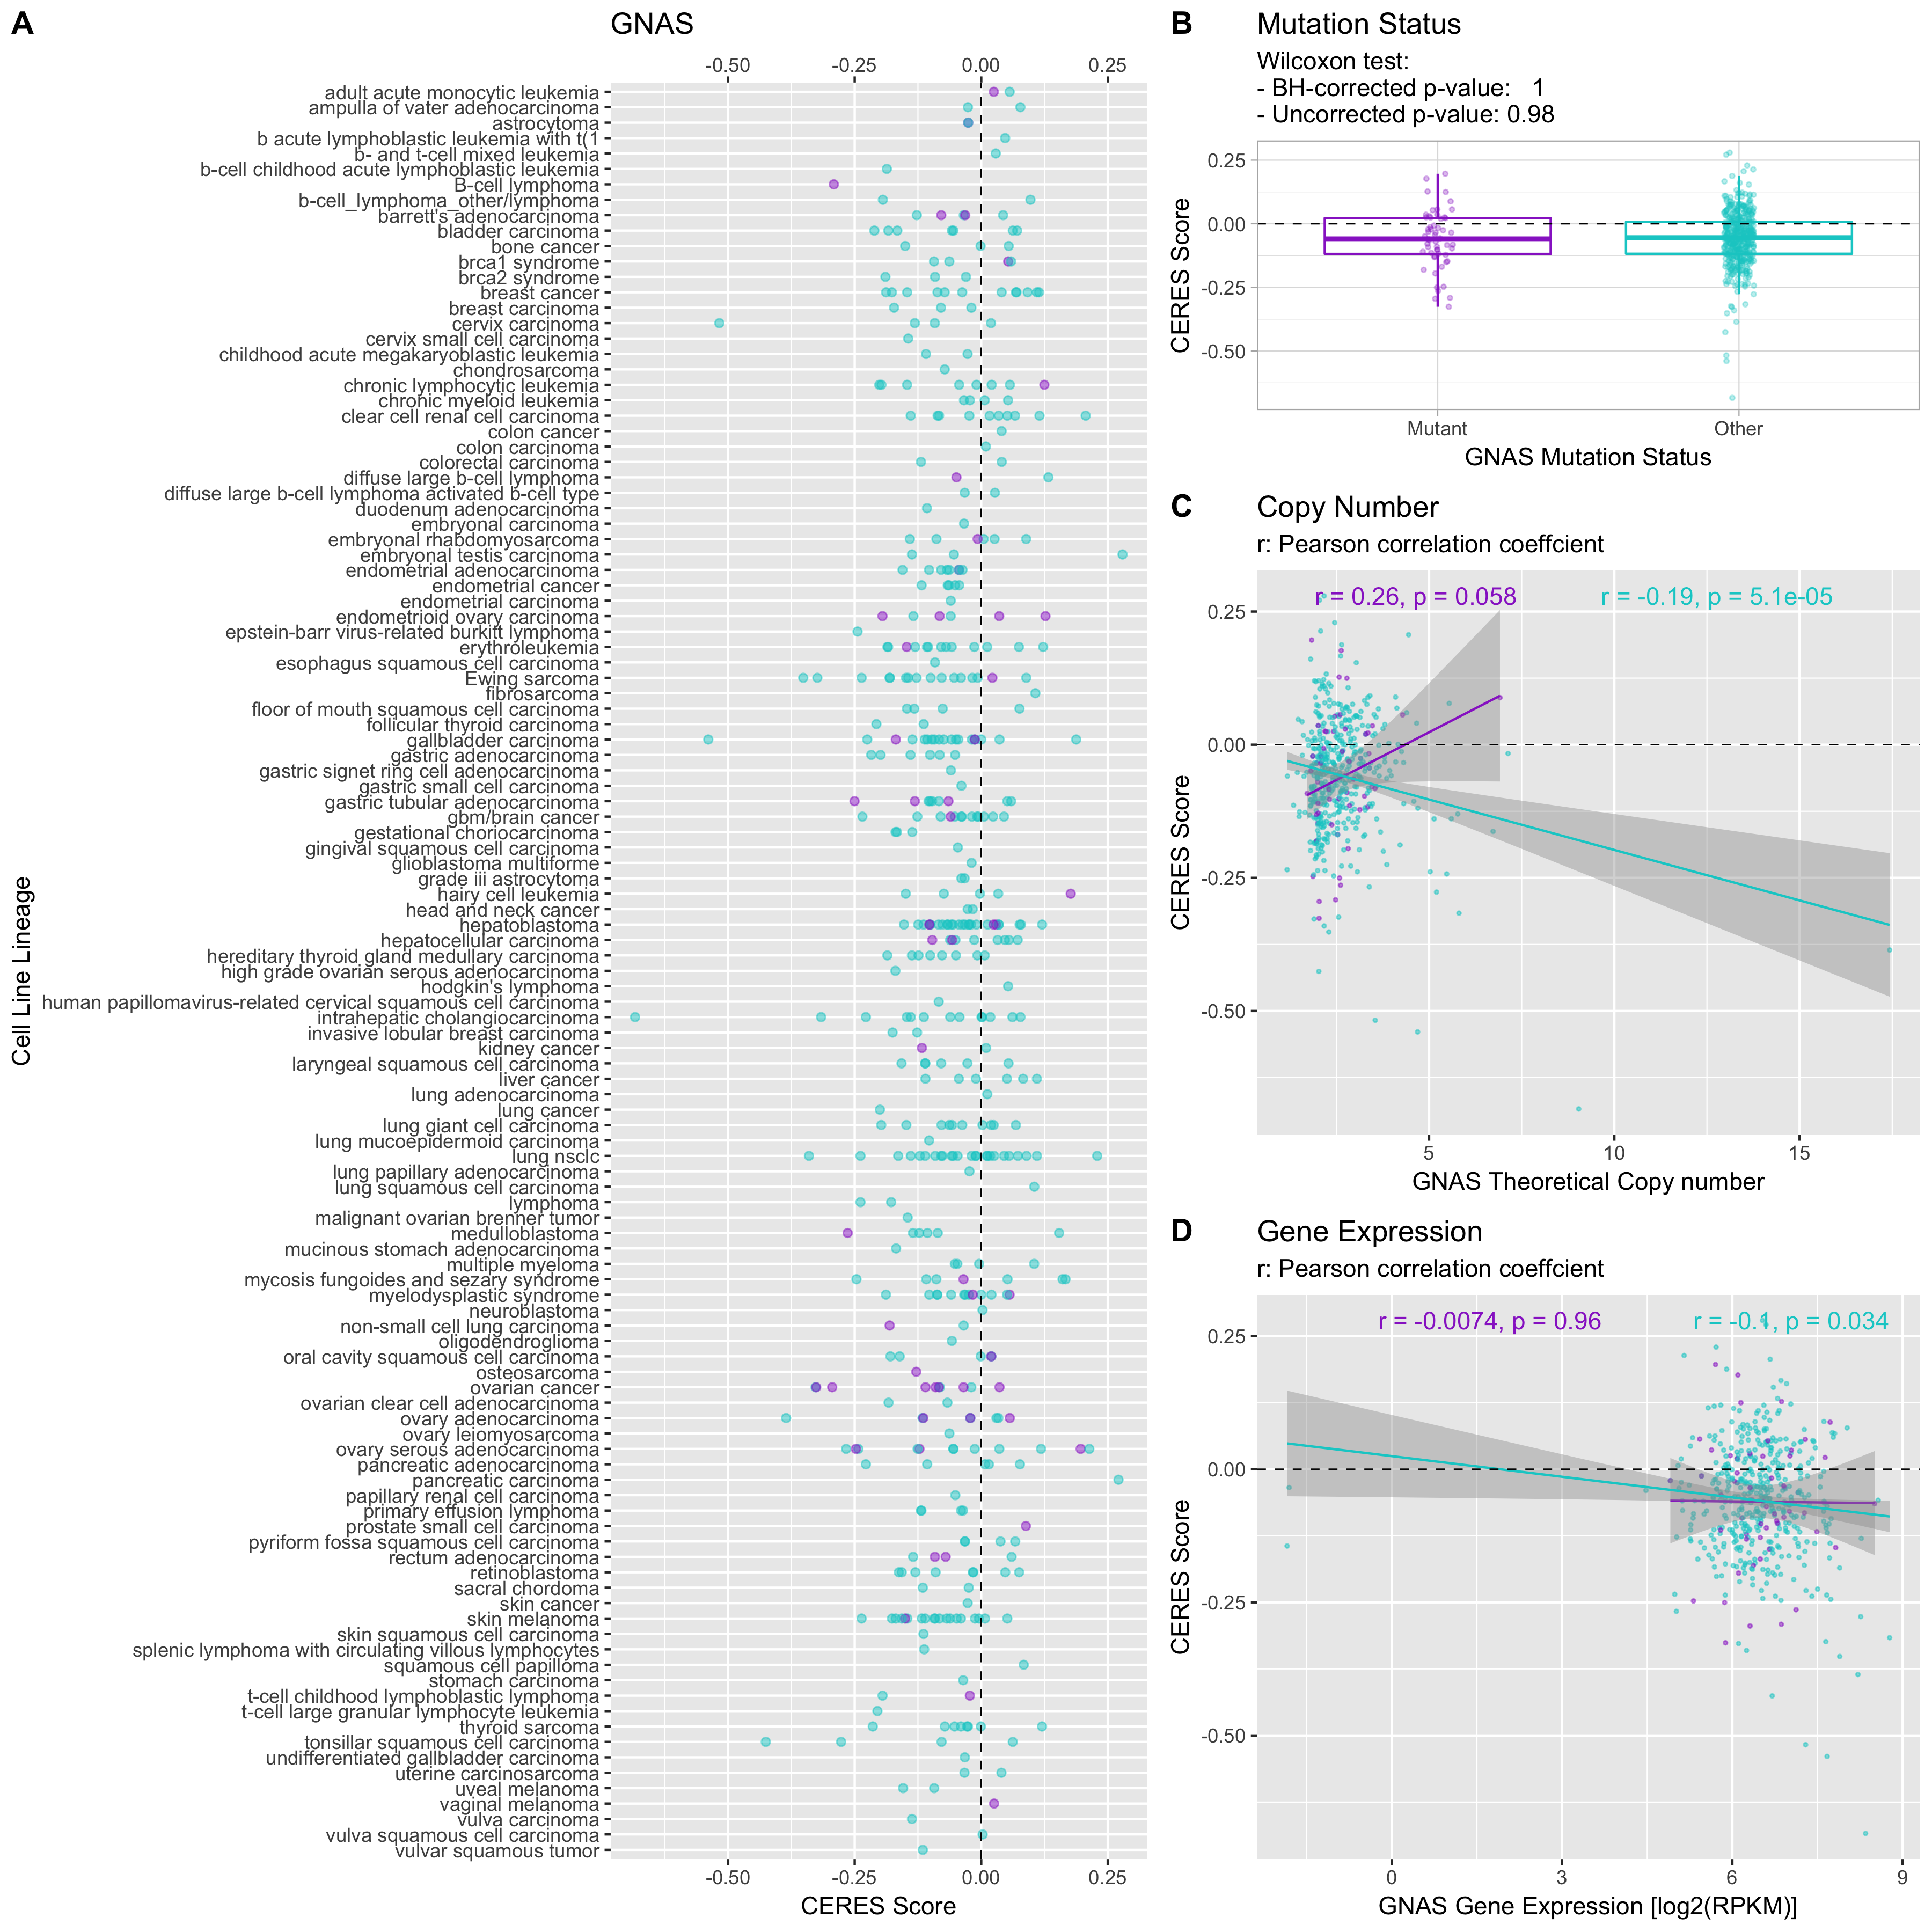 A
GNAS
-0.50 -0.25 0.00 0.25
adult acute monocytic leukemia
ampulla of vater adenocarcinoma
astrocytoma
b acute lymphoblastic leukemia with t(1
b- and t-cell mixed leukemia
b-cell childhood acute lymphoblastic leukemia
B-cell lymphoma
b-cell_lymphoma_other/lymphoma
barrett's adenocarcinoma
bladder carcinoma
bone cancer
brca1 syndrome
brca2 syndrome
breast cancer
breast carcinoma
cervix carcinoma
cervix small cell carcinoma
childhood acute megakaryoblastic leukemia
chondrosarcoma
chronic lymphocytic leukemia
chronic myeloid leukemia
clear cell renal cell carcinoma
colon cancer
colon carcinoma
colorectal carcinoma
diffuse large b-cell lymphoma
diffuse large b-cell lymphoma activated b-cell type
duodenum adenocarcinoma
embryonal carcinoma
embryonal rhabdomyosarcoma
embryonal testis carcinoma
endometrial adenocarcinoma
endometrial cancer
endometrial carcinoma
endometrioid ovary carcinoma
epstein-barr virus-related burkitt lymphoma
erythroleukemia
esophagus squamous cell carcinoma
Ewing sarcoma
fibrosarcoma
floor of mouth squamous cell carcinoma
follicular thyroid carcinoma
gallbladder carcinoma
gastric adenocarcinoma
gastric signet ring cell adenocarcinoma
gastric small cell carcinoma
gastric tubular adenocarcinoma
gbm/brain cancer
gestational choriocarcinoma
gingival squamous cell carcinoma
glioblastoma multiforme
grade iii astrocytoma
hairy cell leukemia
head and neck cancer
hepatoblastoma
hepatocellular carcinoma
hereditary thyroid gland medullary carcinoma
high grade ovarian serous adenocarcinoma
hodgkin's lymphoma
human papillomavirus-related cervical squamous cell carcinoma
intrahepatic cholangiocarcinoma
invasive lobular breast carcinoma
kidney cancer
laryngeal squamous cell carcinoma
liver cancer
lung adenocarcinoma
lung cancer
lung giant cell carcinoma
lung mucoepidermoid carcinoma
lung nsclc
lung papillary adenocarcinoma
lung squamous cell carcinoma
lymphoma
malignant ovarian brenner tumor
medulloblastoma
mucinous stomach adenocarcinoma
multiple myeloma
mycosis fungoides and sezary syndrome
myelodysplastic syndrome
neuroblastoma
non-small cell lung carcinoma
oligodendroglioma
oral cavity squamous cell carcinoma
osteosarcoma
ovarian cancer
ovarian clear cell adenocarcinoma
ovary adenocarcinoma
ovary leiomyosarcoma
ovary serous adenocarcinoma
pancreatic adenocarcinoma
pancreatic carcinoma
papillary renal cell carcinoma
primary effusion lymphoma
prostate small cell carcinoma
pyriform fossa squamous cell carcinoma
rectum adenocarcinoma
retinoblastoma
sacral chordoma
skin cancer
skin melanoma
skin squamous cell carcinoma
splenic lymphoma with circulating villous lymphocytes
squamous cell papilloma
stomach carcinoma
t-cell childhood lymphoblastic lymphoma
t-cell large granular lymphocyte leukemia
thyroid sarcoma
tonsillar squamous cell carcinoma
undifferentiated gallbladder carcinoma
uterine carcinosarcoma
uveal melanoma
vaginal melanoma
vulva carcinoma
vulva squamous cell carcinoma
vulvar squamous tumor
-0.50 -0.25 0.00 0.25
CERES Score
Cell Line Lineage
B
Mutation Status
Wilcoxon test:
- BH-corrected p-value: 1
- Uncorrected p-value: 0.98
0.25
0.00
-0.25
-0.50
CERES Score
Mutant Other
GNAS Mutation Status
C
Copy Number
r: Pearson correlation coeffcient
r = 0.26, p = 0.058 r = -0.19, p = 5.1e-05
0.25
0.00
-0.25
-0.50
CERES Score
5 10 15
GNAS Theoretical Copy number
D
Gene Expression
r: Pearson correlation coeffcient
r = -0.0074, p = 0.96 r = -0.1, p = 0.034
0.25
0.00
-0.25
-0.50
CERES Score
0 3 6 9
GNAS Gene Expression [log2(RPKM)]